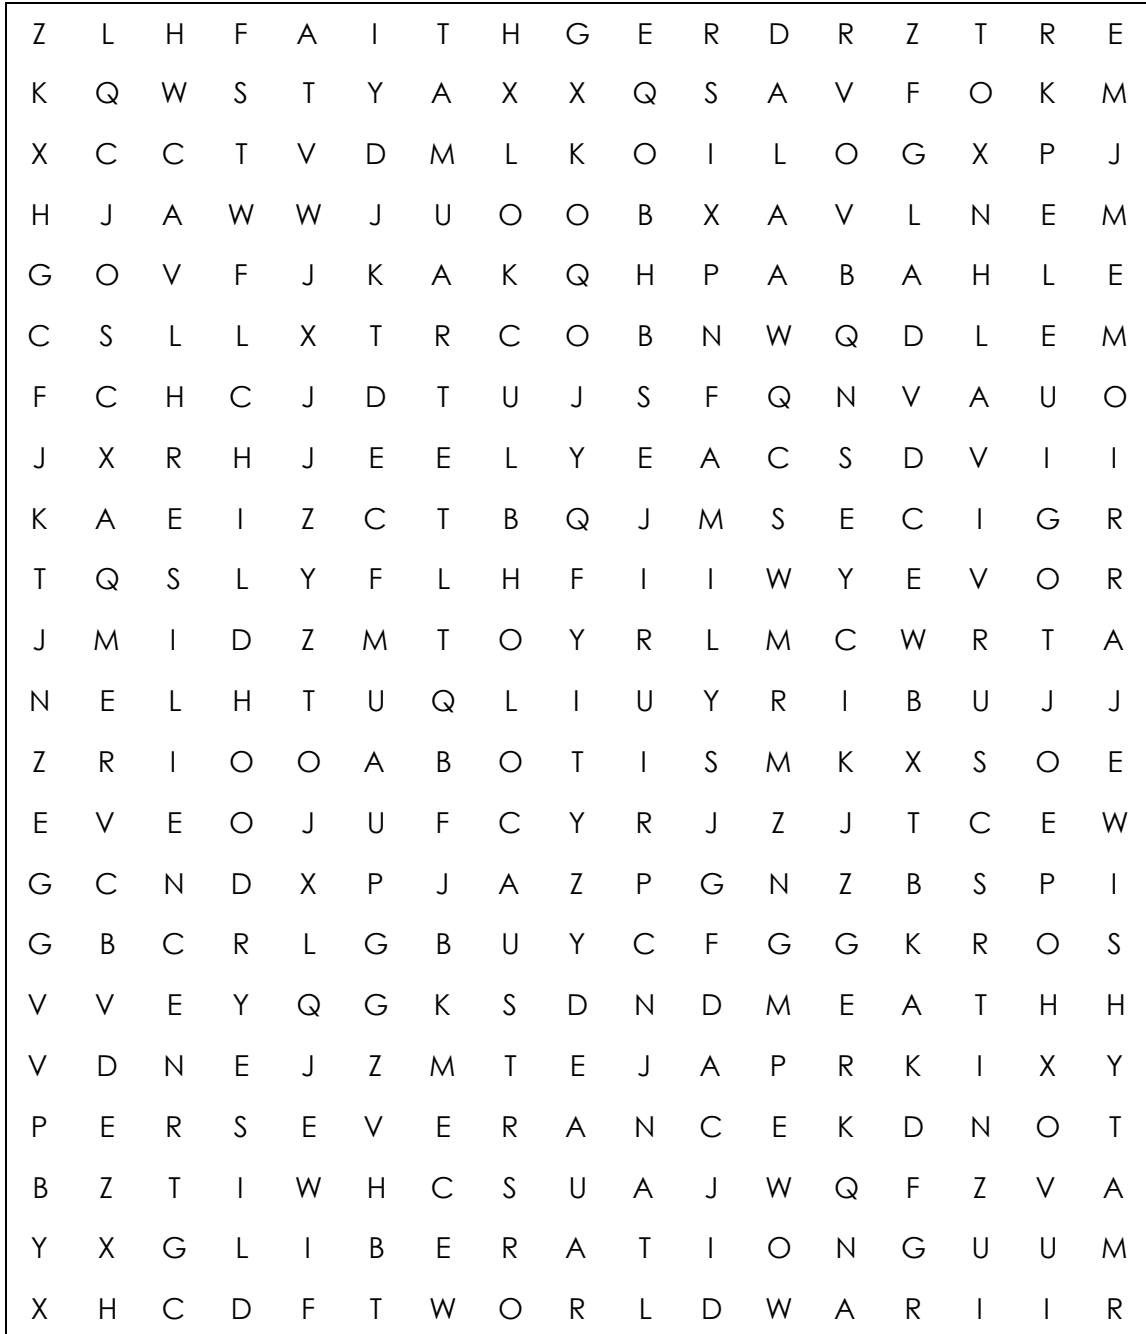 Z L H F A I T H G E R D R Z T R E
K Q W S T Y A X X Q S A V F O K M
X C C T V D M L K O I L O G X P J
H J A W W J U O O B X A V L N E M
G O V F J K A K Q H P A B A H L E
C S L L X T R C O B N W Q D L E M
F C H C J D T U J S F Q N V A U O
J X R H J E E L Y E A C S D V I I
K A E I Z C T B Q J M S E C I G R
T Q S L Y F L H F I I W Y E V O R
J M I D Z M T O Y R L M C W R T A
N E L H T U Q L I U Y R I B U J J
Z R I O O A B O T I S M K X S O E
E V E O J U F C Y R J Z J T C E W
G C N D X P J A Z P G N Z B S P I
G B C R L G B U Y C F G G K R O S
V V E Y Q G K S D N D M E A T H H
V D N E J Z M T E J A P R K I X Y
P E R S E V E R A N C E K D N O T
B Z T I W H C S U A J W Q F Z V A
Y X G L I B E R A T I O N G U U M
X H C D F T W O R L D W A R I I R